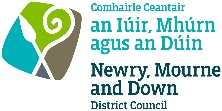 Comhairle Ceantair
an Iúir, Mhúrn
agus an Dúin
Newry, Mourne
and Down
District Council